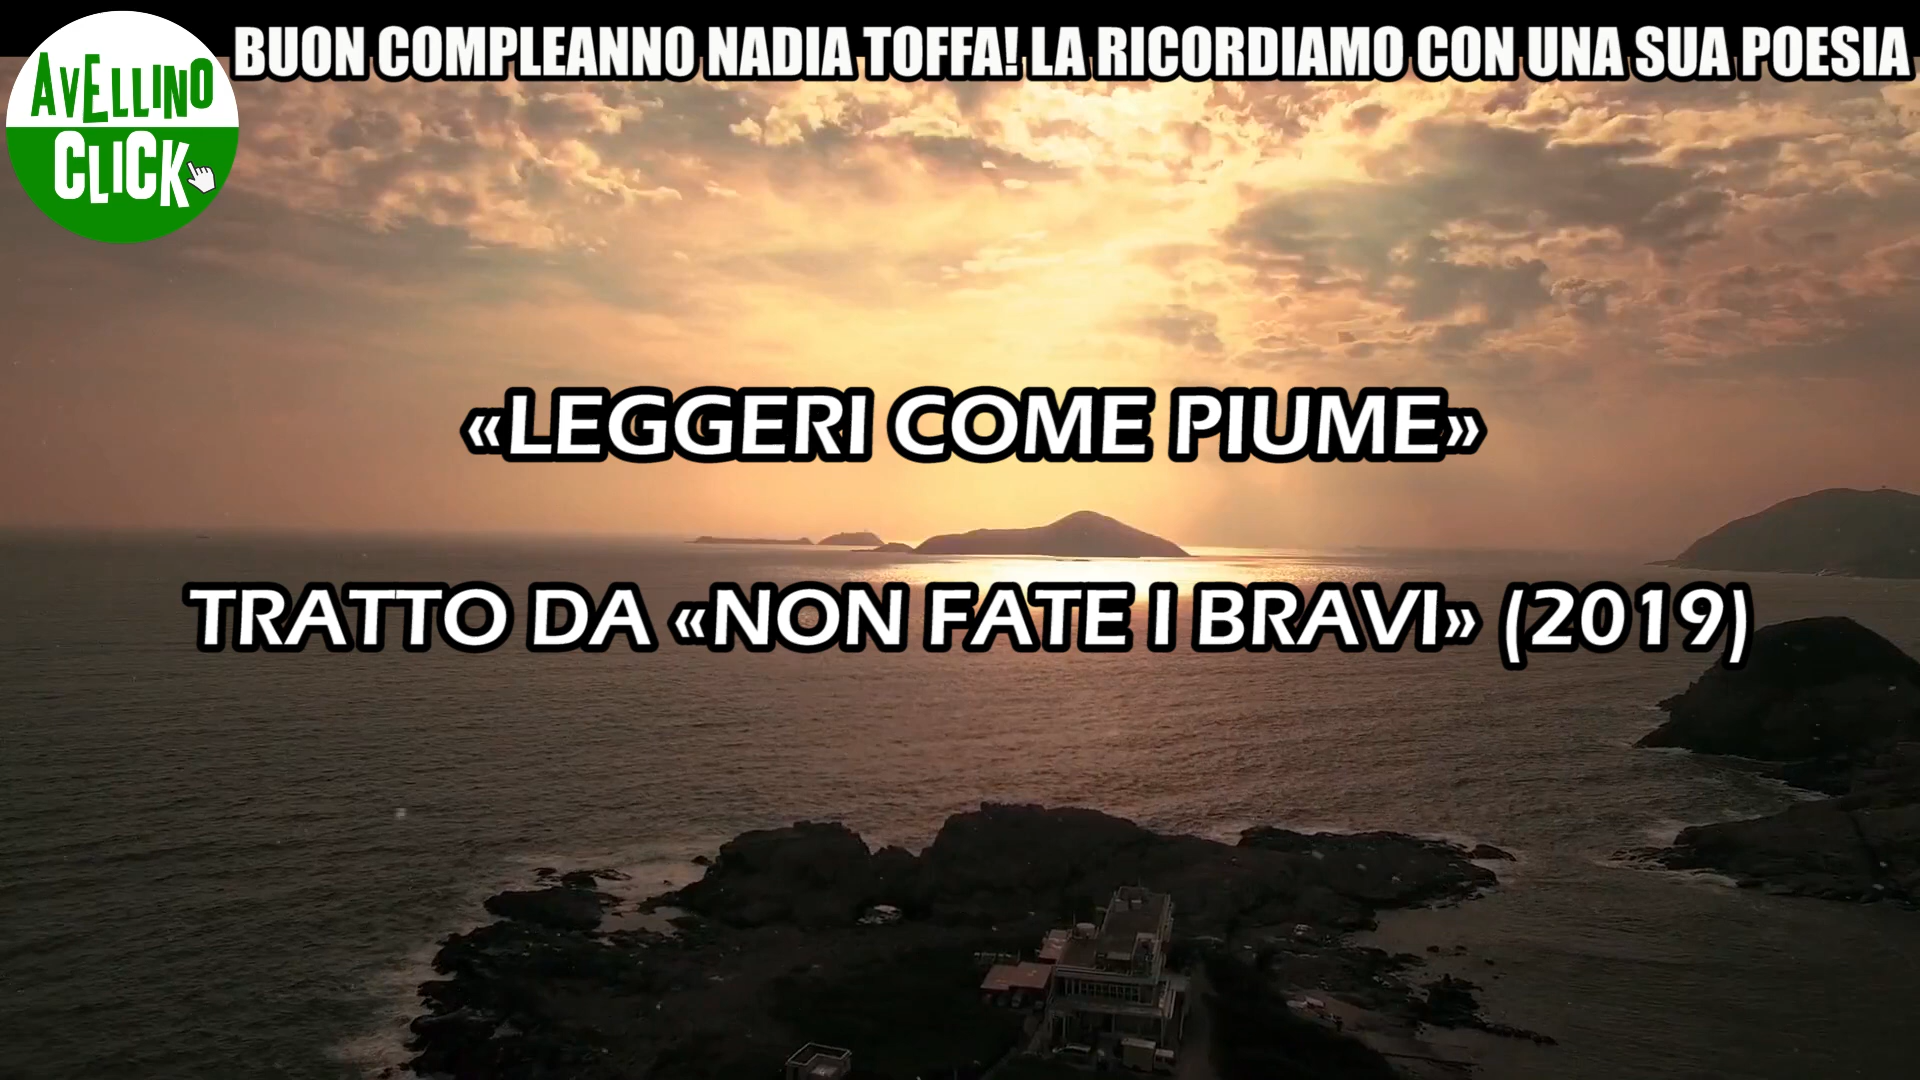 BUON COMPLEANNO NADIA TOFFA! LA RICORDIAMO CON UNA SUA POESIA
AVELLINO
CLICK
«LEGGERI COME PIUME»
TRATTO DA «NON FATE I BRAVI» (2019)